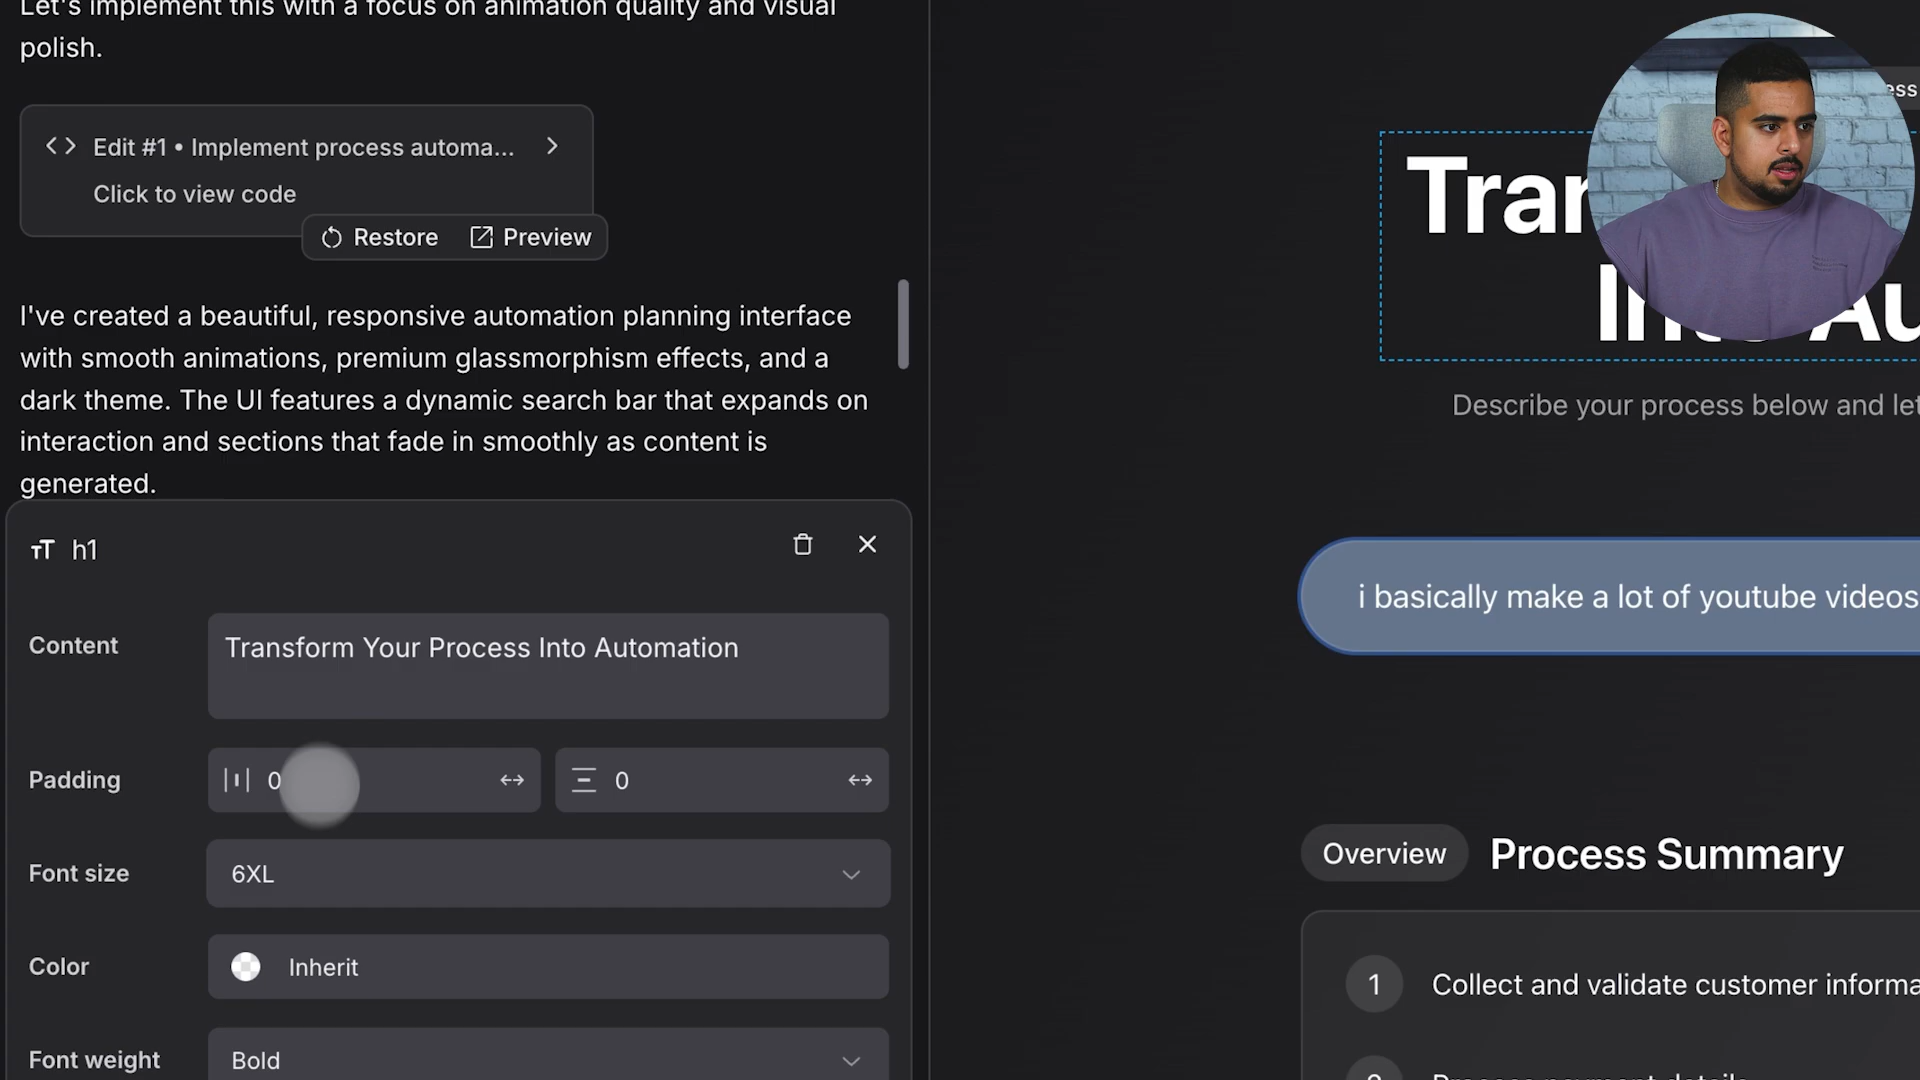 Let's implement this with a focus on animation quality and visual
polish.
Edit #1 • Implement process automa...
Click to view code
Restore
Preview
I've created a beautiful, responsive automation planning interface
with smooth animations, premium glassmorphism effects, and a
dark theme. The UI features a dynamic search bar that expands on
interaction and sections that fade in smoothly as content is
generated.
h1
Content
Transform Your Process Into Automation
Padding
0
0
Font size
6XL
Color
Inherit
Font weight
Bold
Describe your process below and let
i basically make a lot of youtube videos
Overview
Process Summary
1
Collect and validate customer informa